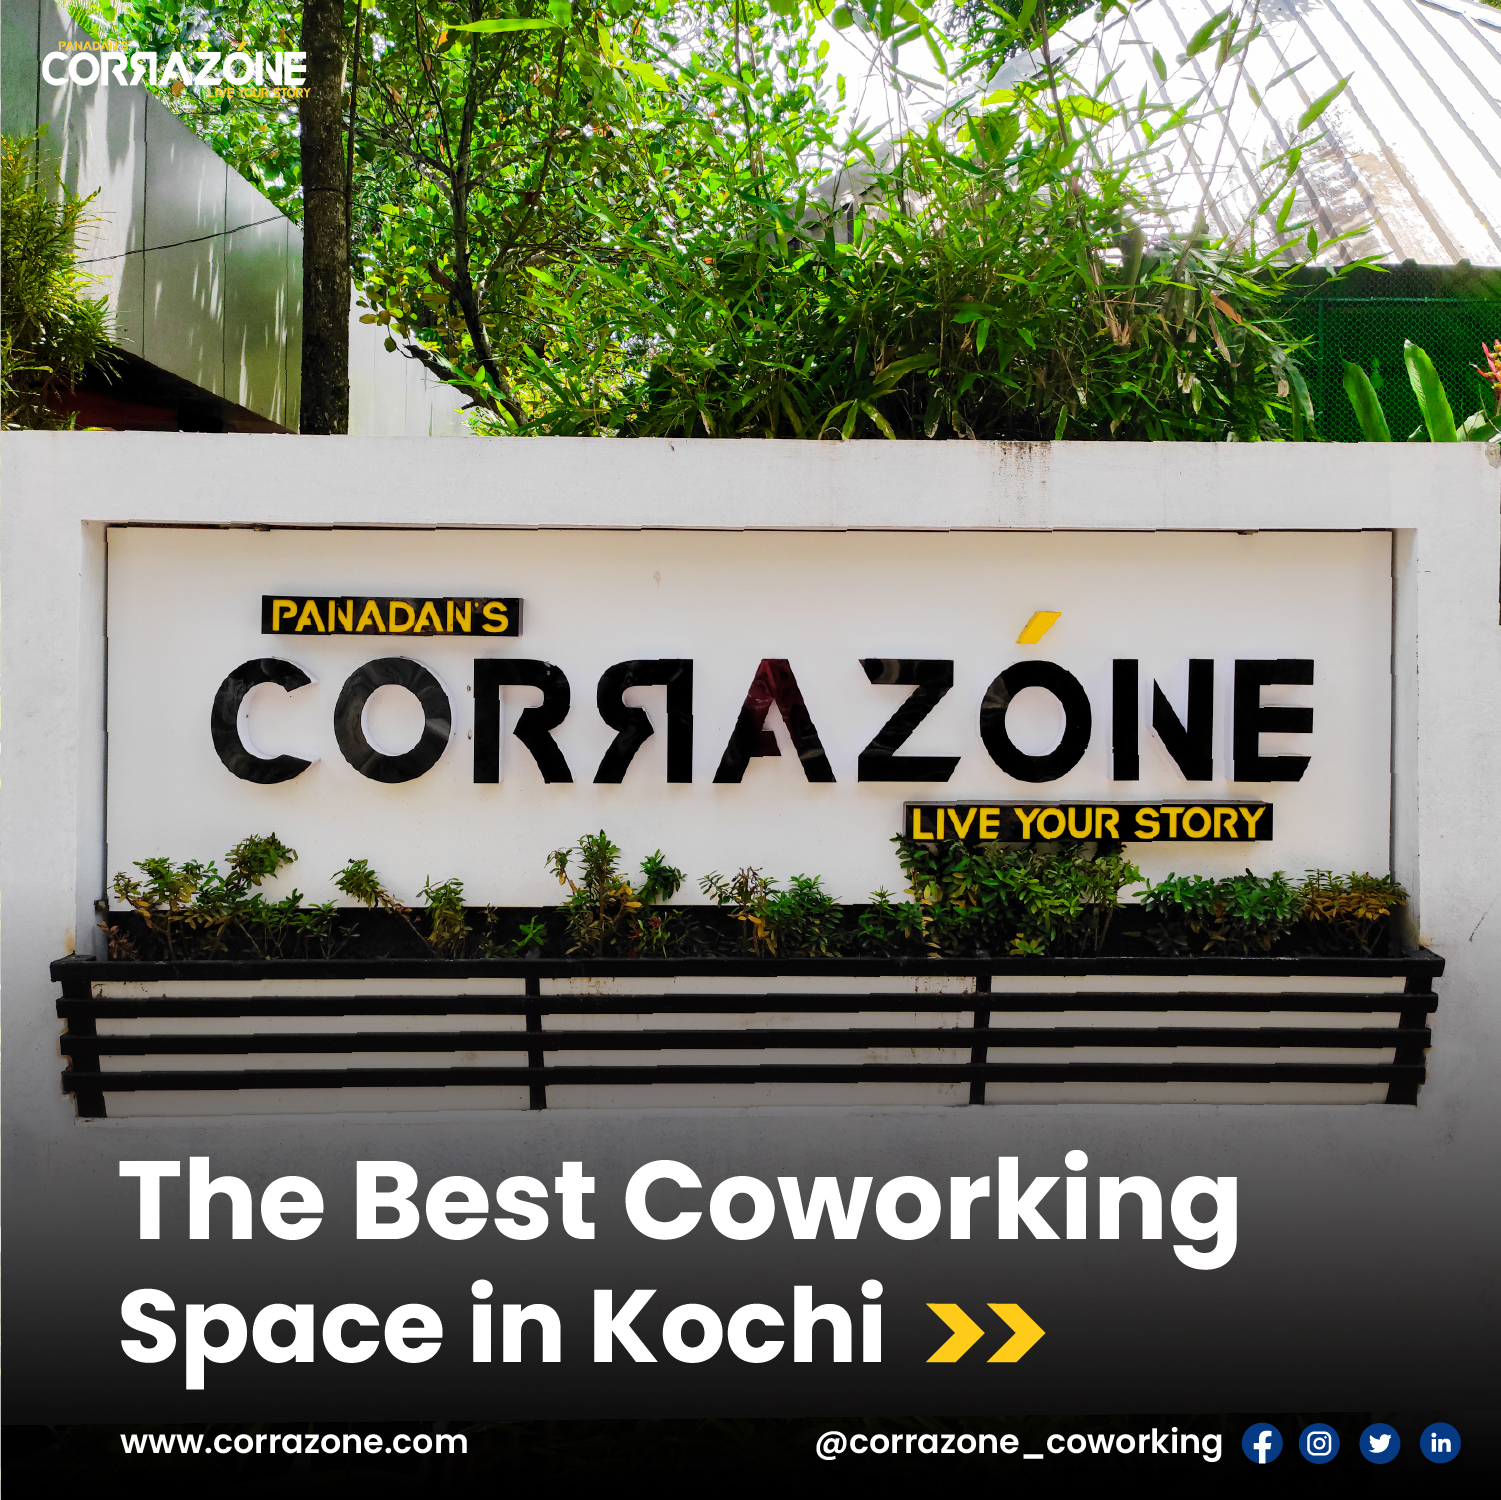 PANADAN'S
CORRAZÓNE
LIVE YOUR STORY
PANADAN'S
CORRAZÓNE
LIVE YOUR STORY
The Best Coworking
Space in Kochi
www.corrazone.com
@corrazone_coworking